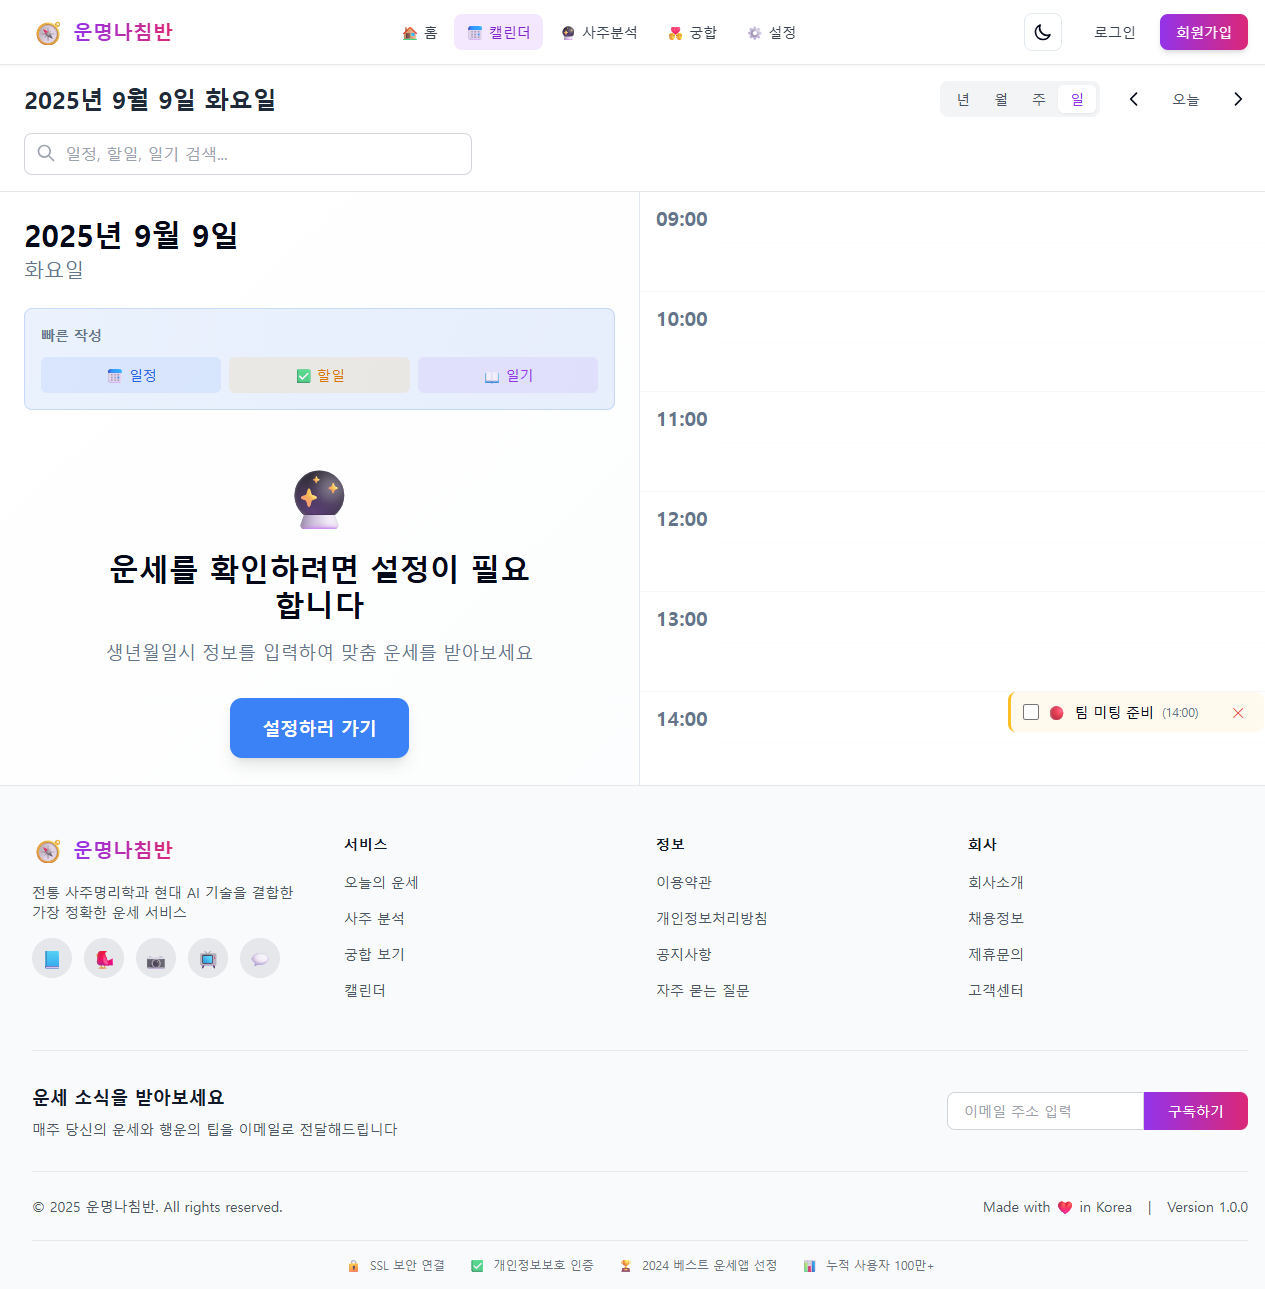 운명나침반
홈 캘린더 사주분석 궁합 설정
로그인 회원가입
2025년 9월 9일 화요일
년 월 주 일 오늘
일정, 할일, 일기 검색...
2025년 9월 9일
화요일
빠른 작성
일정 할일 일기
운세를 확인하려면 설정이 필요
합니다
생년월일시 정보를 입력하여 맞춤 운세를 받아보세요
설정하러 가기
09:00
10:00
11:00
12:00
13:00
14:00
팀 미팅 준비 (14:00)
운명나침반
전통 사주명리학과 현대 AI 기술을 결합한
가장 정확한 운세 서비스
서비스
오늘의 운세
사주 분석
궁합 보기
캘린더
정보
이용약관
개인정보처리방침
공지사항
자주 묻는 질문
회사
회사소개
채용정보
제휴문의
고객센터
운세 소식을 받아보세요
매주 당신의 운세와 행운의 팁을 이메일로 전달해드립니다
이메일 주소 입력 구독하기
© 2025 운명나침반. All rights reserved.
Made with ❤️ in Korea | Version 1.0.0
SSL 보안 연결 개인정보보호 인증 2024 베스트 운세앱 선정 누적 사용자 100만+